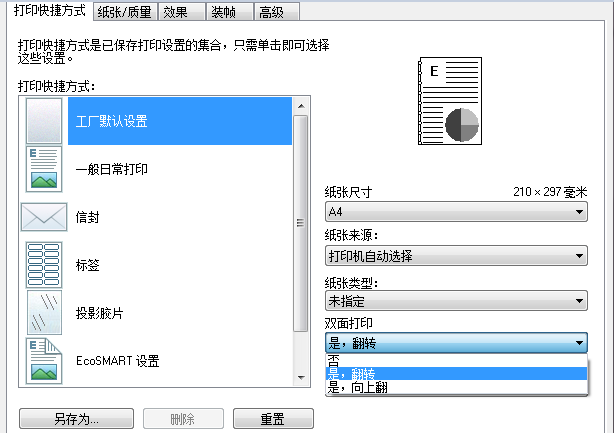 打印快捷方式 纸张/质量 效果 装帧 高级
打印快捷方式是已保存打印设置的集合，只需单击即可选择
这些设置。
打印快捷方式：
工厂默认设置
E
一般日常打印
信封
标签
投影胶片
E
EcoSMART 设置
另存为... 删除 重置
E
纸张尺寸 210 × 297 毫米
A4
纸张来源：
打印机自动选择
纸张类型：
未指定
双面打印
是，翻转
否
是，翻转
是，向上翻